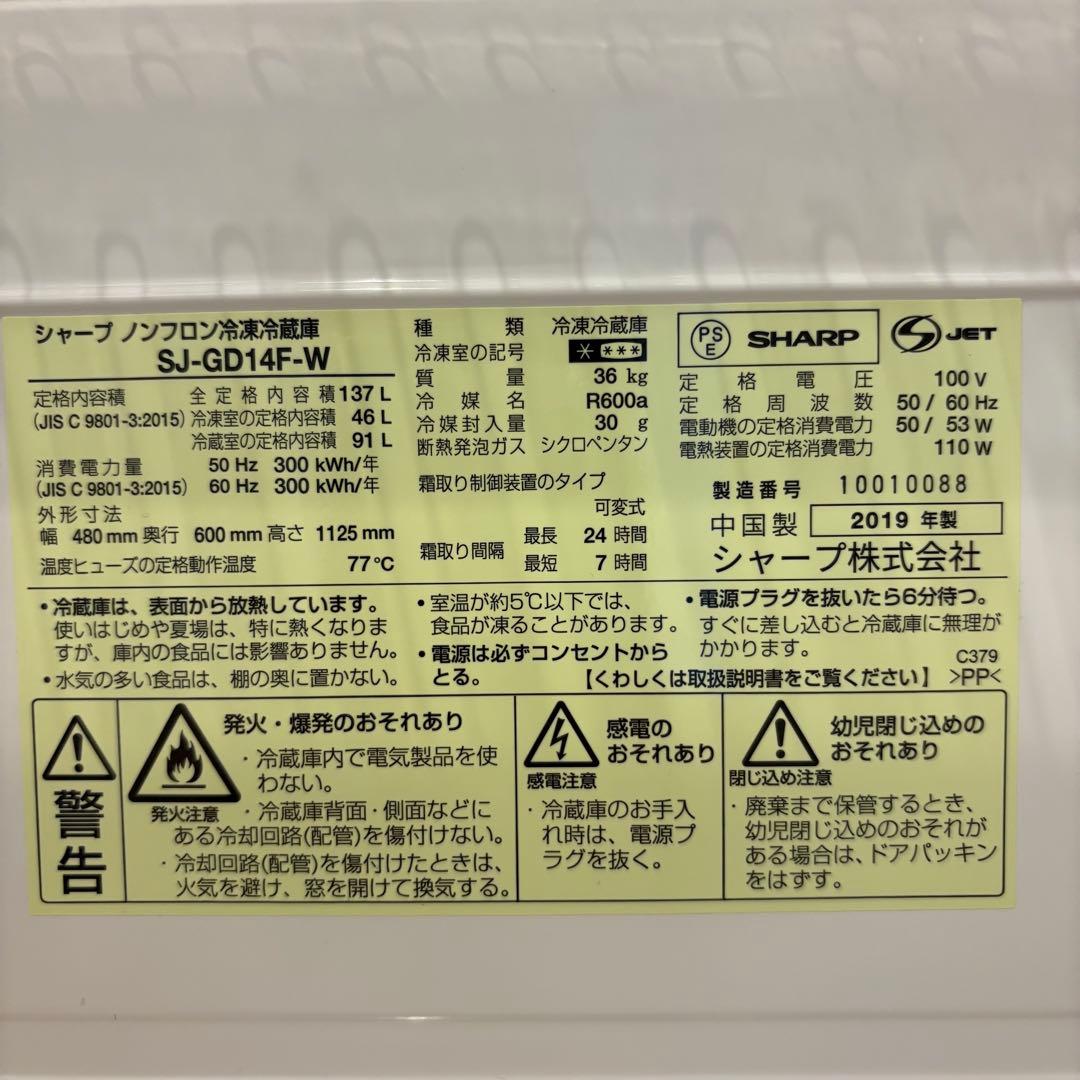 シャープ ノンフロン冷凍冷蔵庫
SJ-GD14F-W
定格内容積 全定格内容積 137 L
(JIS C 9801-3:2015) 冷凍室の定格内容積 46 L
冷蔵室の定格内容積 91 L
消費電力量 50 Hz 300 kWh/年
(JIS C 9801-3:2015) 60 Hz 300 kWh/年
外形寸法
幅 480 mm 奥行 600 mm 高さ 1125 mm
温度ヒューズの定格動作温度 77℃
種類 冷凍冷蔵庫
冷凍室の記号 * ***
質量 36 kg
冷媒名 R600a
冷媒封入量 30 g
断熱発泡ガス シクロペンタン
霜取り制御装置のタイプ
可変式
霜取り間隔 最長 24 時間
最短 7 時間
PSE SHARP S JET
定格電圧 100 V
定格周波数 50 / 60 Hz
電動機の定格消費電力 50 / 53 W
電熱装置の定格消費電力 110 W
製造番号 10010088
中国製 2019 年製
シャープ株式会社
・冷蔵庫は、表面から放熱しています。
使いはじめや夏場は、特に熱くなりま
すが、庫内の食品には影響ありません。
・水気の多い食品は、棚の奥に置かない。
・室温が約5℃以下では、
食品が凍ることがあります。
・電源は必ずコンセントから
とる。
・電源プラグを抜いたら6分待つ。
すぐに差し込むと冷蔵庫に無理が
かかります。
C379
【くわしくは取扱説明書をご覧ください】 >PP<
警告
発火・爆発のおそれあり
発火注意
・冷蔵庫内で電気製品を使
わない。
・冷蔵庫背面・側面などに
ある冷却回路(配管)を傷付けない。
・冷却回路(配管)を傷付けたときは、
火気を避け、窓を開けて換気する。
感電の
おそれあり
感電注意
・冷蔵庫のお手入
れ時は、電源プ
ラグを抜く。
幼児閉じ込めの
おそれあり
閉じ込め注意
・廃棄まで保管するとき、
幼児閉じ込めのおそれが
ある場合は、ドアパッキン
をはずす。